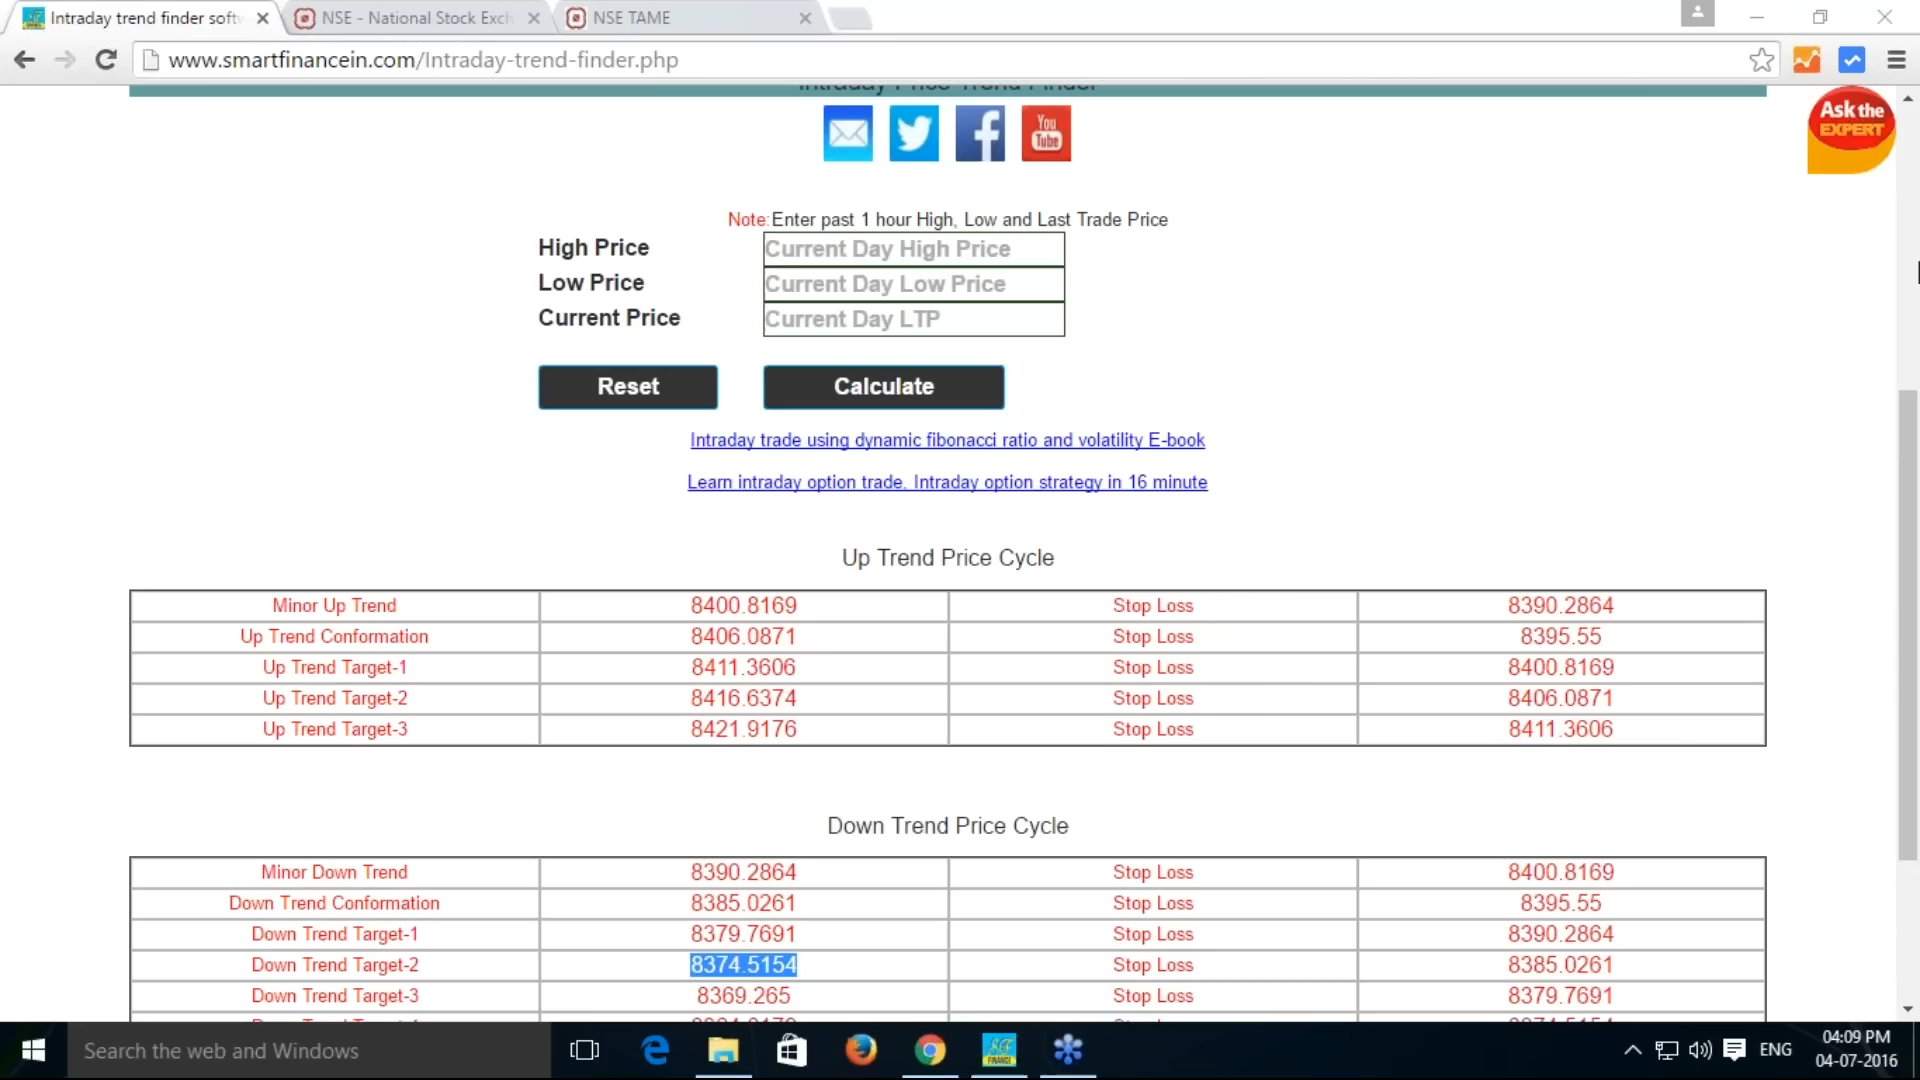 Intraday trend finder soft
NSE - National Stock Exch
NSE TAME
www.smartfinancein.com/Intraday-trend-finder.php
Intraday Price Trend Finder
Ask the
EXPERT
You
Tube
Note:Enter past 1 hour High, Low and Last Trade Price
High Price Current Day High Price
Low Price Current Day Low Price
Current Price Current Day LTP
Reset Calculate
Intraday trade using dynamic fibonacci ratio and volatility E-book
Learn intraday option trade. Intraday option strategy in 16 minute
Up Trend Price Cycle
Minor Up Trend 8400.8169 Stop Loss 8390.2864
Up Trend Conformation 8406.0871 Stop Loss 8395.55
Up Trend Target-1 8411.3606 Stop Loss 8400.8169
Up Trend Target-2 8416.6374 Stop Loss 8406.0871
Up Trend Target-3 8421.9176 Stop Loss 8411.3606
Down Trend Price Cycle
Minor Down Trend 8390.2864 Stop Loss 8400.8169
Down Trend Conformation 8385.0261 Stop Loss 8395.55
Down Trend Target-1 8379.7691 Stop Loss 8390.2864
Down Trend Target-2 8374.5154 Stop Loss 8385.0261
Down Trend Target-3 8369.265 Stop Loss 8379.7691
Search the web and Windows
FINANCE
ENG
04:09 PM
04-07-2016